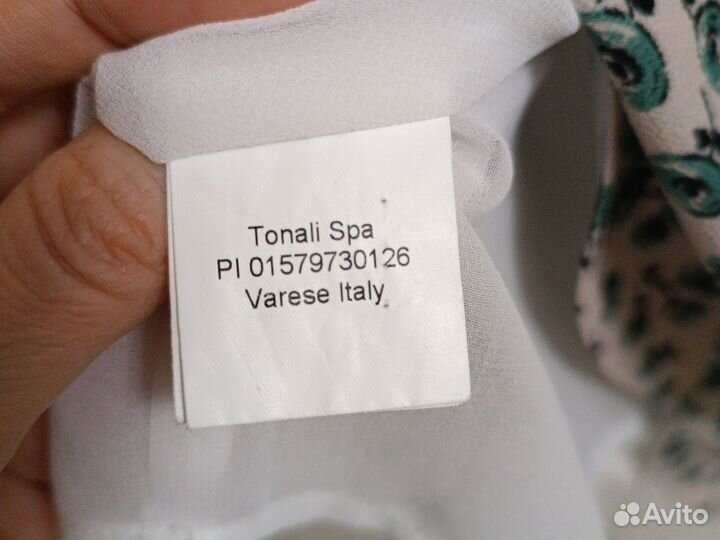 Tonali Spa
PI 01579730126
Varese Italy
Avito